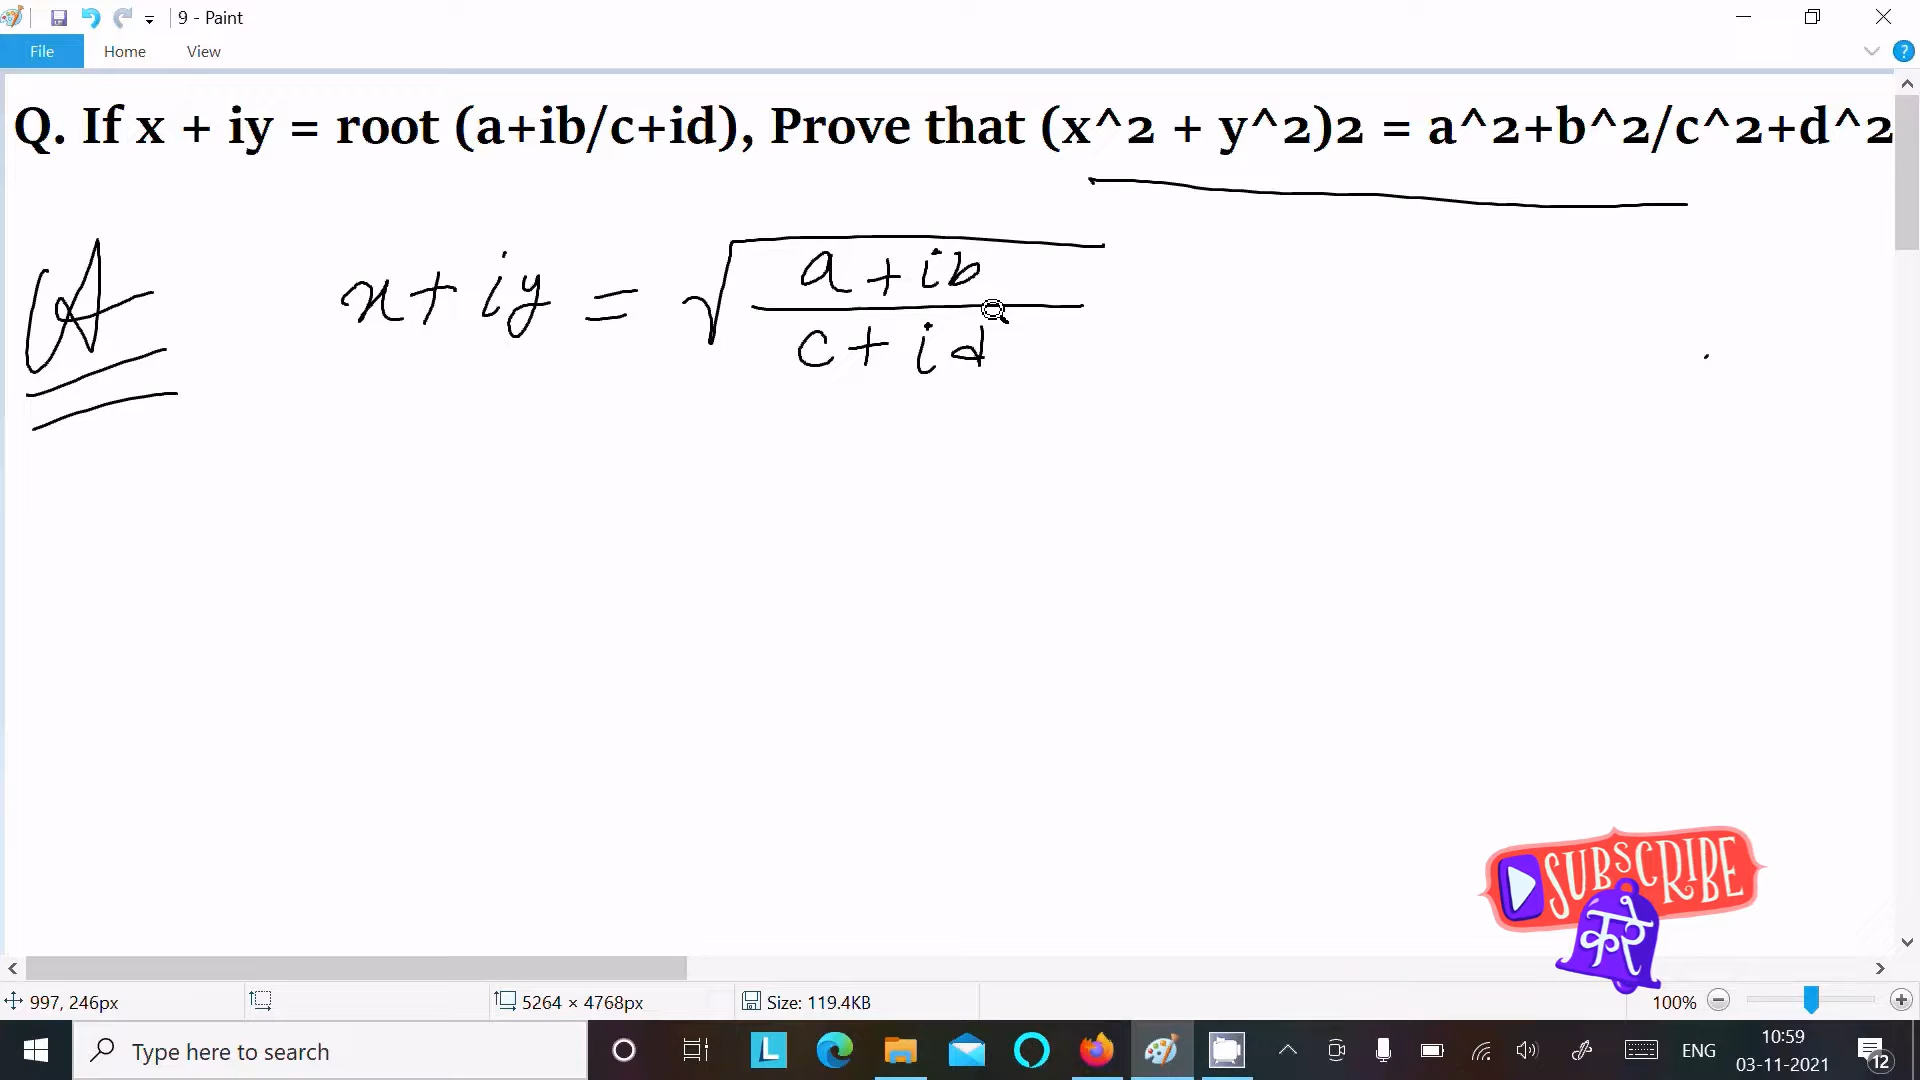 9 - Paint
File Home View
Q. If x + iy = root (a+ib/c+id), Prove that (x^2 + y^2)2 = a^2+b^2/c^2+d^2
A
x + iy = √
a + ib
c + id
SUBSCRIBE
करें
997, 246px 5264 × 4768px Size: 119.4KB 100%
Type here to search L ENG 10:59
03-11-2021 12